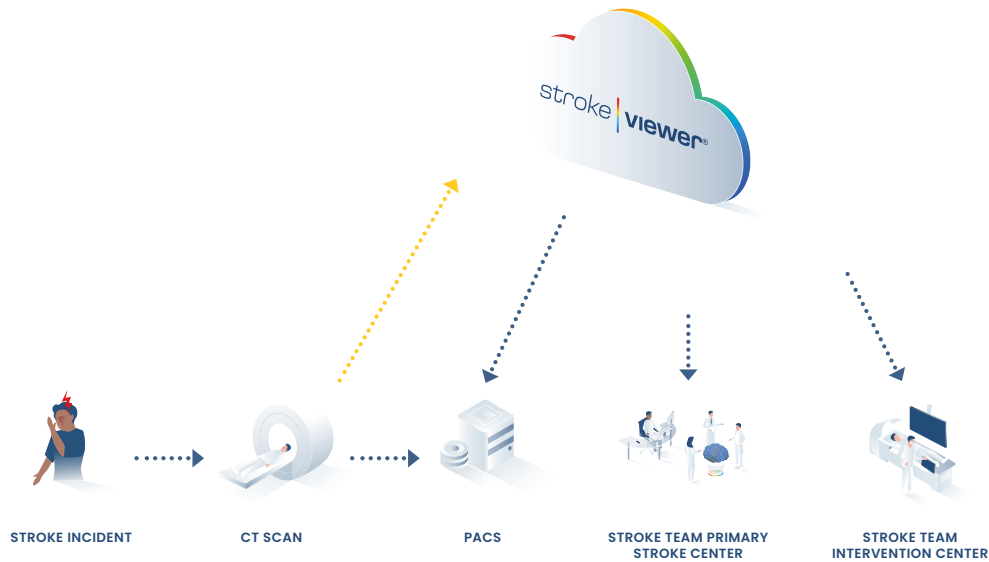 stroke|viewer®
STROKE INCIDENT
CT SCAN
PACS
STROKE TEAM PRIMARY
STROKE CENTER
STROKE TEAM
INTERVENTION CENTER